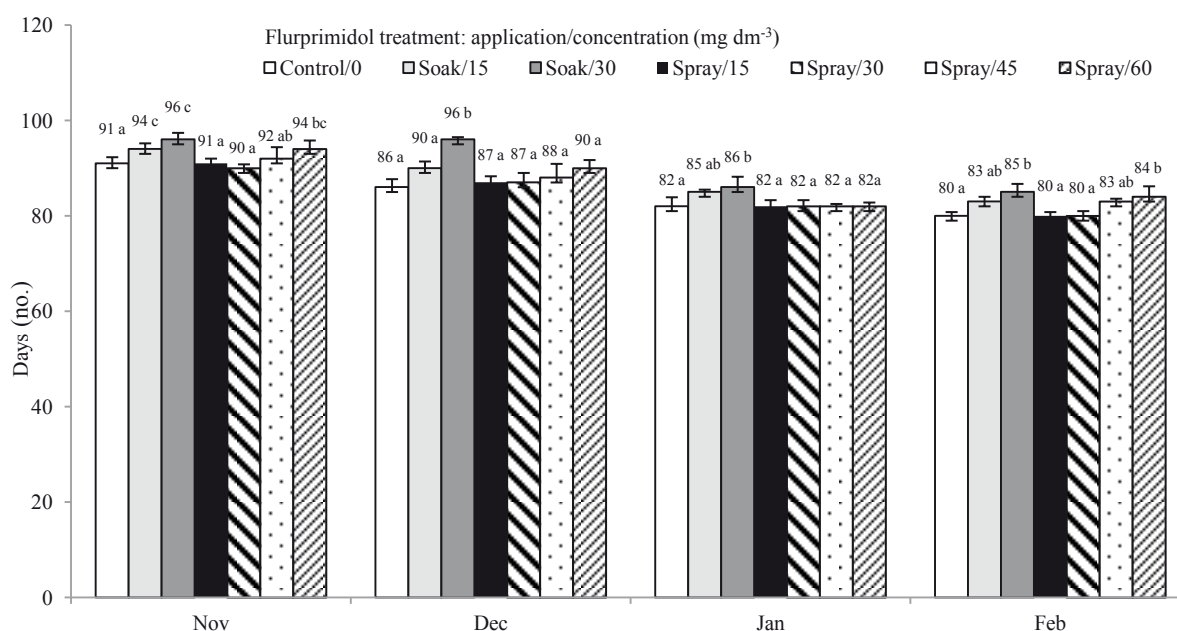 120
Flurprimidol treatment: application/concentration (mg dm-3)
Control/0 Soak/15 Soak/30 Spray/15 Spray/30 Spray/45 Spray/60
100
91 a 94 c 96 c 91 a 90 a 92 ab 94 bc
86 a 90 a 96 b 87 a 87 a 88 a 90 a
82 a 85 ab 86 b 82 a 82 a 82 a 82a
80 a 83 ab 85 b 80 a 80 a 83 ab 84 b
80
60
40
20
0
Days (no.)
Nov Dec Jan Feb